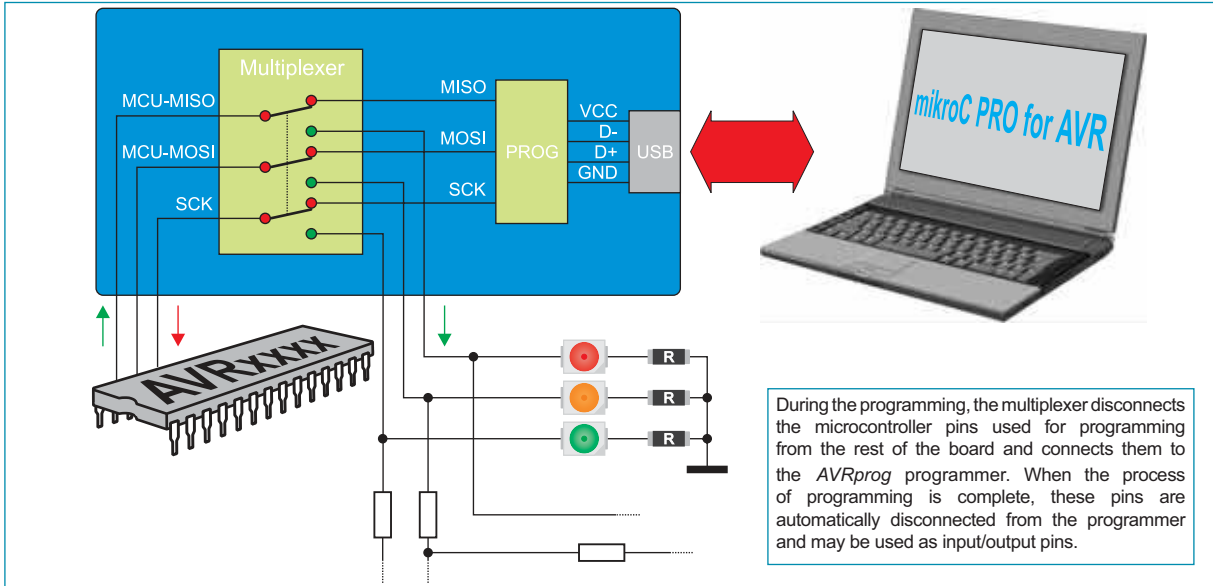 Multiplexer
MCU-MISO
MCU-MOSI
SCK
MISO
MOSI
SCK
PROG
VCC
D-
D+
GND
USB
mikroC PRO for AVR
AVRxxxx
R
R
R
During the programming, the multiplexer disconnects
the microcontroller pins used for programming
from the rest of the board and connects them to
the AVRprog programmer. When the process
of programming is complete, these pins are
automatically disconnected from the programmer
and may be used as input/output pins.